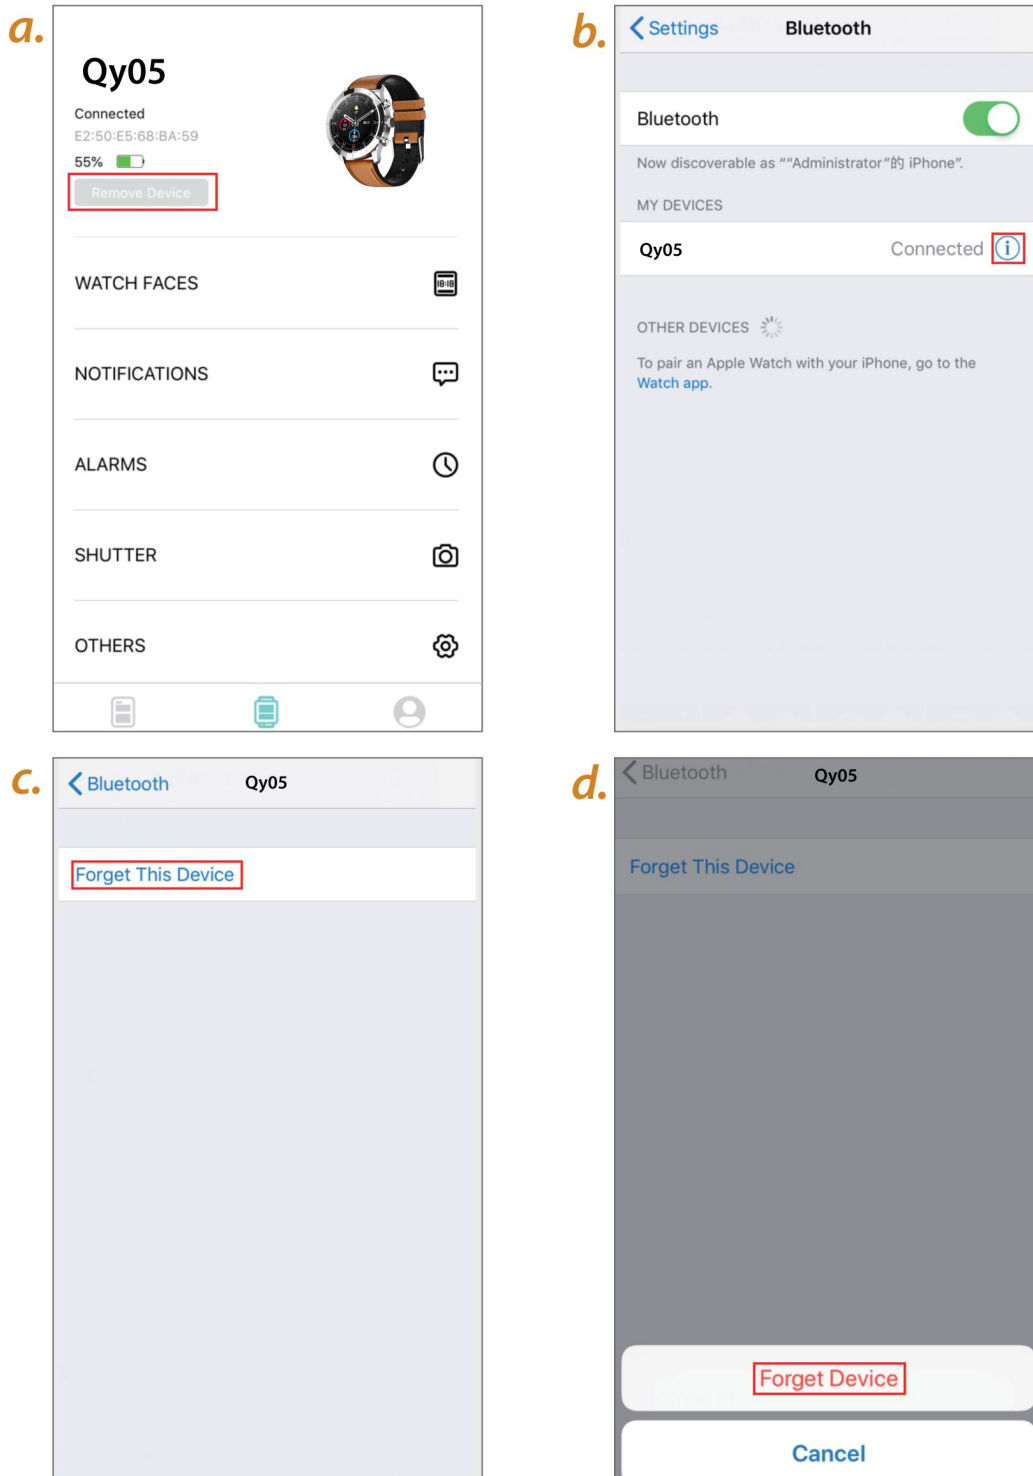 a.
Qy05
Connected
E2:50:E5:68:BA:59
55%
Remove Device
WATCH FACES
18:18
NOTIFICATIONS
ALARMS
SHUTTER
OTHERS
b.
Settings
Bluetooth
Bluetooth
Now discoverable as ""Administrator"的 iPhone".
MY DEVICES
Qy05
Connected
i
OTHER DEVICES
To pair an Apple Watch with your iPhone, go to the
Watch app.
c.
Bluetooth
Qy05
Forget This Device
d.
Bluetooth
Qy05
Forget This Device
Forget Device
Cancel